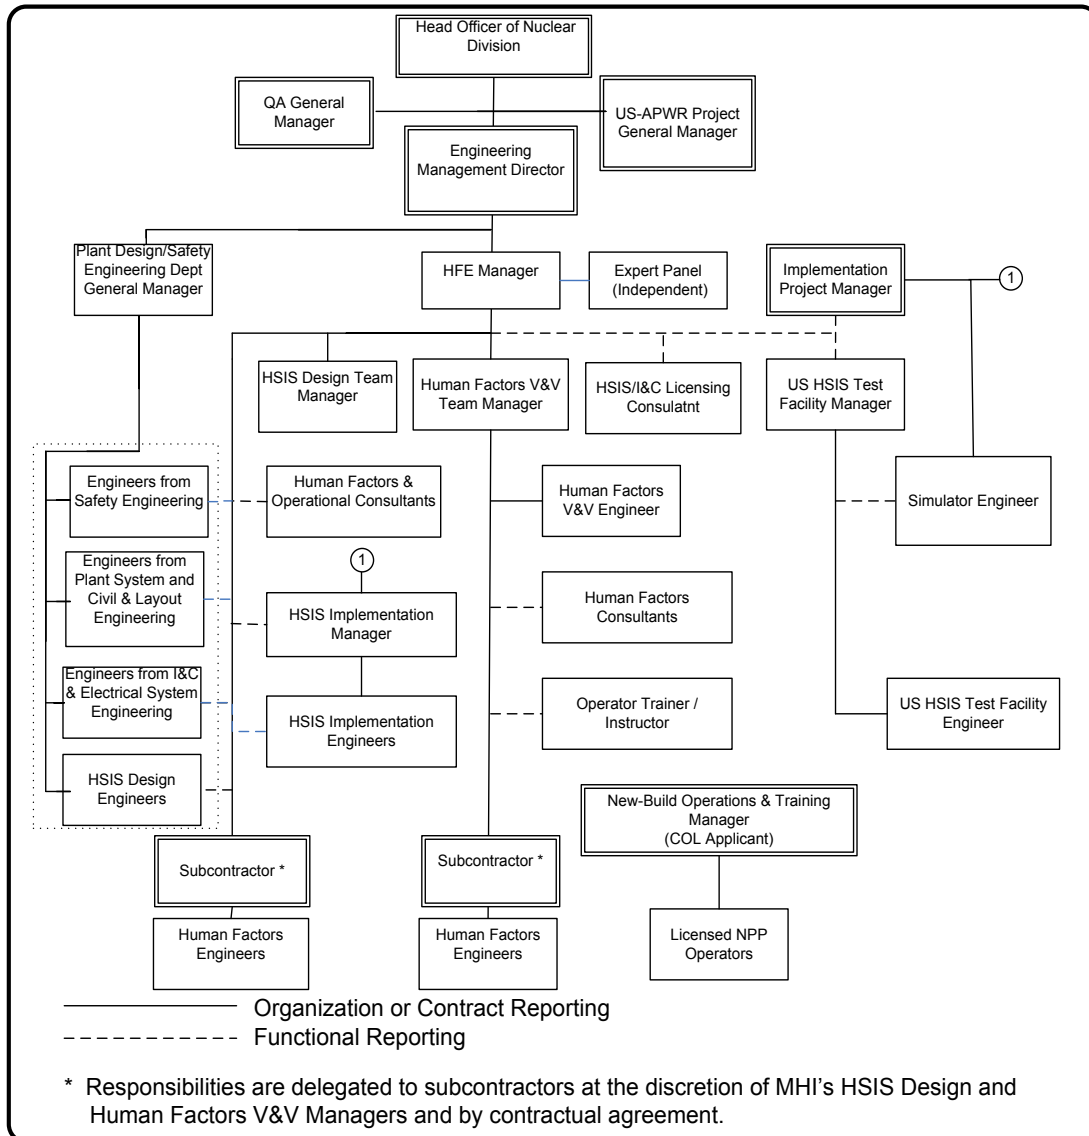 Head Officer of Nuclear
Division
QA General
Manager
US-APWR Project
General Manager
Engineering
Management Director
Plant Design/Safety
Engineering Dept
General Manager
HFE Manager
Expert Panel
(Independent)
Implementation
Project Manager
1
HSIS Design Team
Manager
Human Factors V&V
Team Manager
HSIS/I&C Licensing
Consulatnt
US HSIS Test
Facility Manager
Engineers from
Safety Engineering
Human Factors &
Operational Consultants
Human Factors
V&V Engineer
Simulator Engineer
Engineers from
Plant System and
Civil & Layout
Engineering
1
HSIS Implementation
Manager
Human Factors
Consultants
Engineers from I&C
& Electrical System
Engineering
HSIS Implementation
Engineers
Operator Trainer /
Instructor
US HSIS Test Facility
Engineer
HSIS Design
Engineers
New-Build Operations & Training
Manager
(COL Applicant)
Subcontractor *
Subcontractor *
Human Factors
Engineers
Human Factors
Engineers
Licensed NPP
Operators
Organization or Contract Reporting
Functional Reporting
* Responsibilities are delegated to subcontractors at the discretion of MHI's HSIS Design and
Human Factors V&V Managers and by contractual agreement.